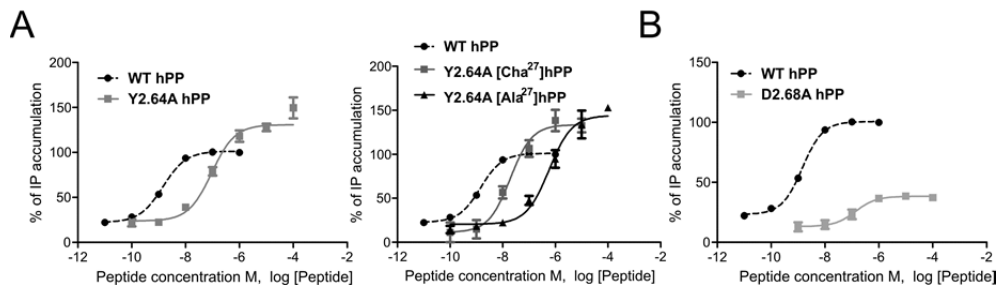 A
B
WT hPP
Y2.64A hPP
% of IP accumulation
200
150
100
50
0
-12 -10 -8 -6 -4 -2
Peptide concentration M, log [Peptide]
WT hPP
Y2.64A [Cha27]hPP
Y2.64A [Ala27]hPP
% of IP accumulation
200
150
100
50
0
-12 -10 -8 -6 -4 -2
Peptide concentration M, log [Peptide]
WT hPP
D2.68A hPP
% of IP accumulation
150
100
50
0
-12 -10 -8 -6 -4 -2
Peptide concentration M, log [Peptide]